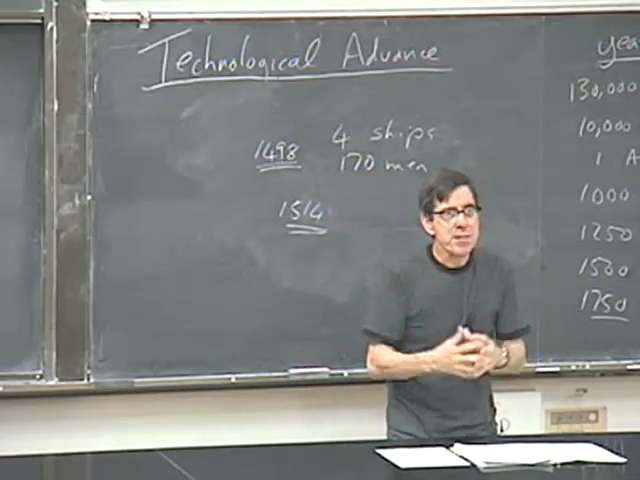 Technological Advance
1498 4 ships
170 men
1514
year
130,000
10,000
1 A
1000
1250
1500
1750